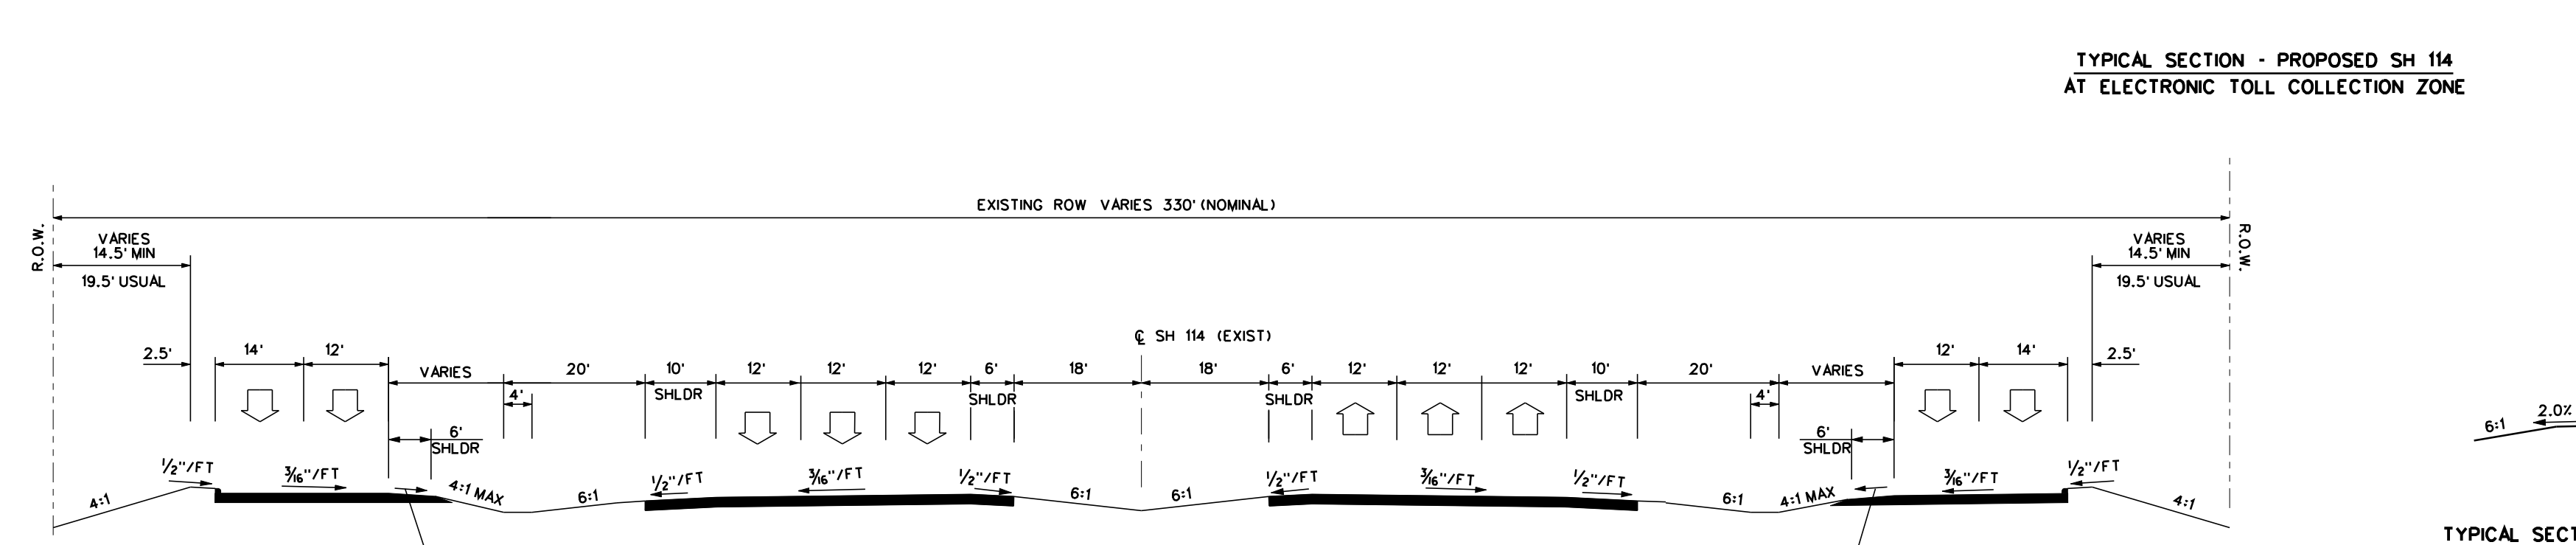 TYPICAL SECTION - PROPOSED SH 114
AT ELECTRONIC TOLL COLLECTION ZONE
EXISTING ROW VARIES 330' (NOMINAL)
R.O.W.
VARIES
14.5' MIN
19.5' USUAL
R.O.W.
VARIES
14.5' MIN
19.5' USUAL
℄ SH 114 (EXIST)
2.5' 14' 12' VARIES 20' 10' 12' 12' 12' 6' 18' 18' 6' 12' 12' 12' 10' 20' VARIES 12' 14' 2.5'
4' SHLDR SHLDR SHLDR SHLDR 4'
6'
SHLDR
6'
SHLDR
1/2"/FT 3/16"/FT 1/2"/FT 3/16"/FT 1/2"/FT 1/2"/FT 3/16"/FT 1/2"/FT 3/16"/FT 1/2"/FT
4:1 4:1 MAX 6:1 6:1 6:1 6:1 4:1 MAX 4:1
6:1 2.0%
TYPICAL SECT